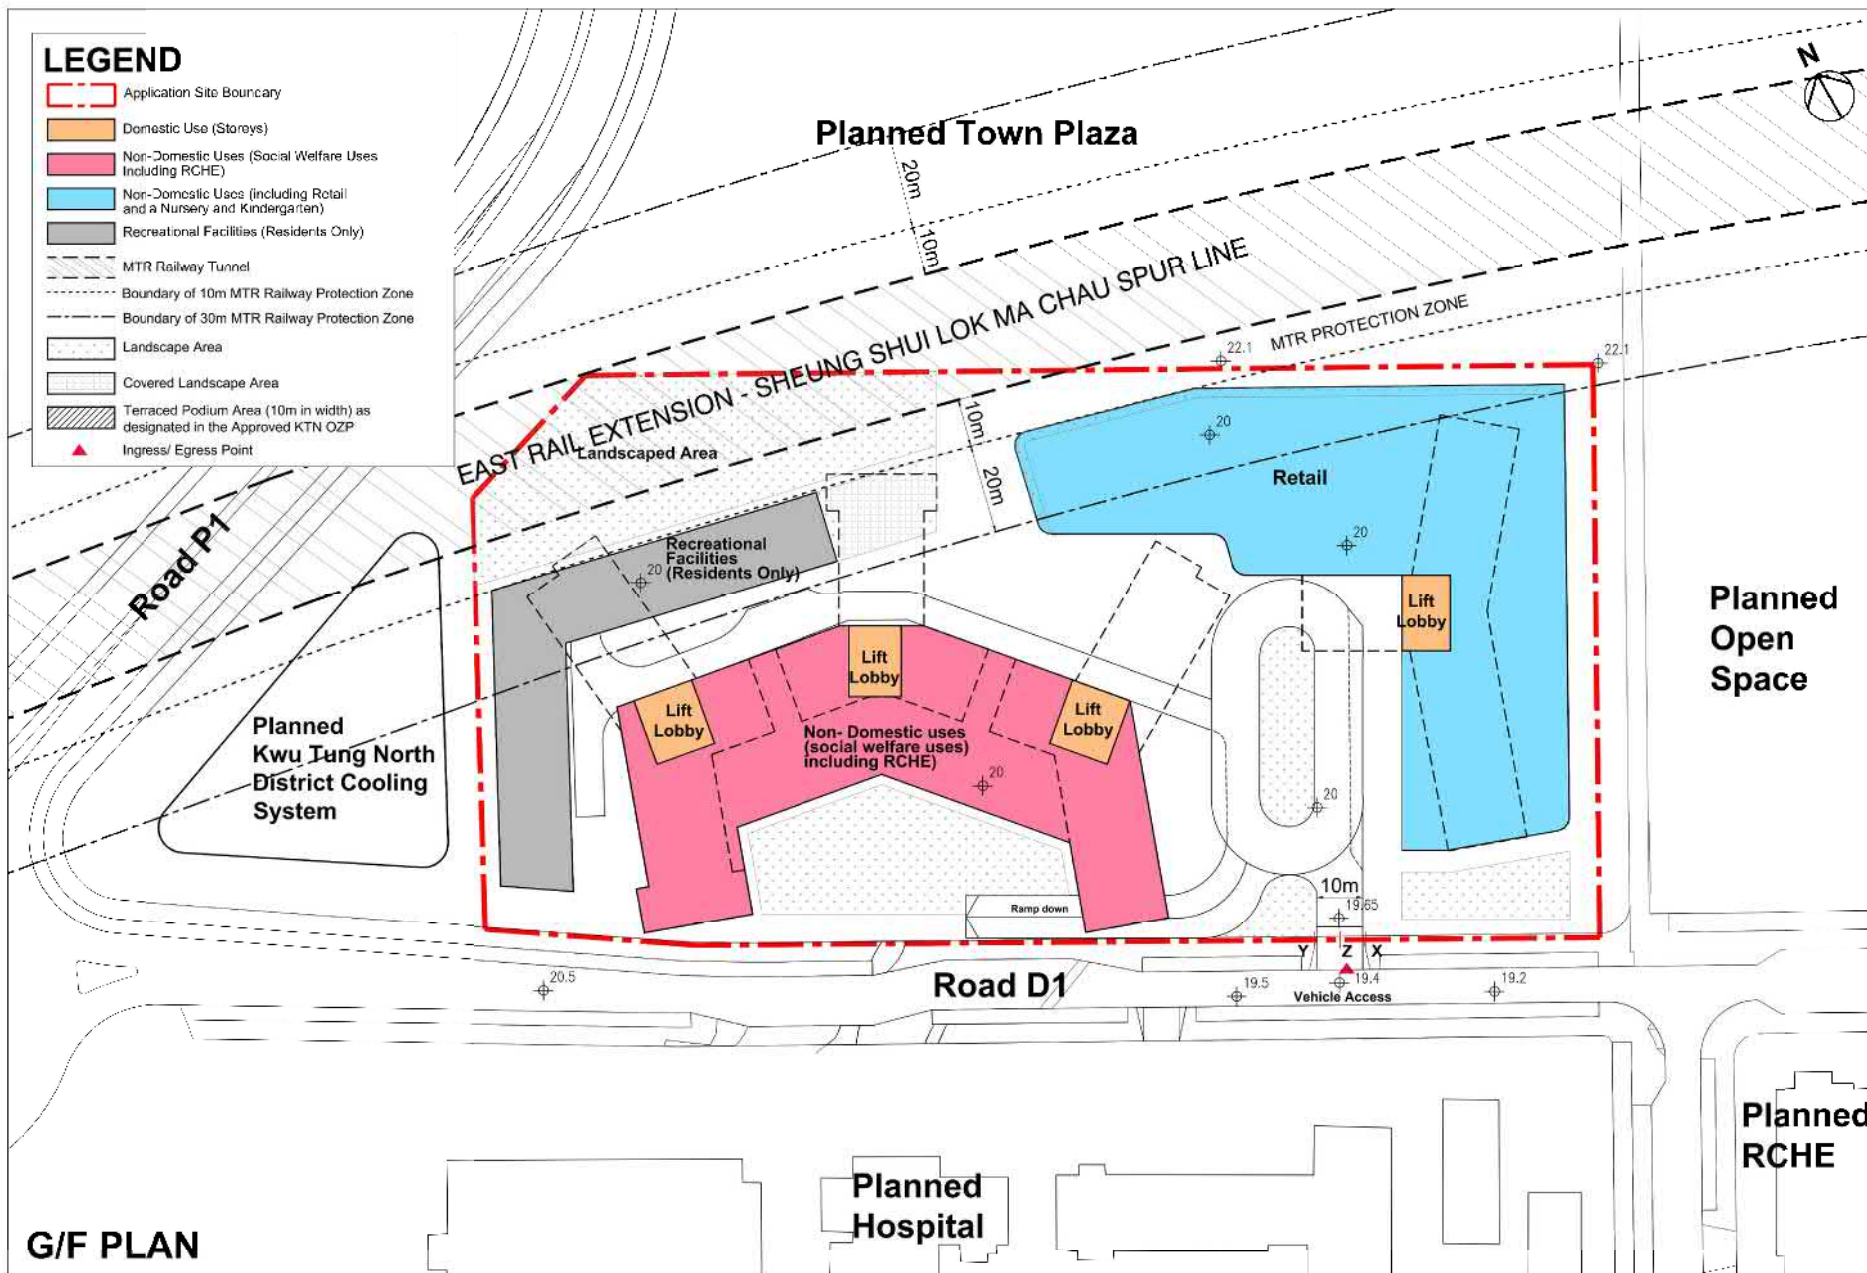 LEGEND
Application Site Boundary
Domestic Use (Storeys)
Non-Domestic Uses (Social Welfare Uses
Including RCHE)
Non-Domestic Uses (including Retail
and a Nursery and Kindergarten)
Recreational Facilities (Residents Only)
MTR Railway Tunnel
Boundary of 10m MTR Railway Protection Zone
Boundary of 30m MTR Railway Protection Zone
Landscape Area
Covered Landscape Area
Terraced Podium Area (10m in width) as
designated in the Approved KTN OZP
Ingress/ Egress Point
N
Planned Town Plaza
20m
10m
EAST RAIL EXTENSION - SHEUNG SHUI LOK MA CHAU SPUR LINE
MTR PROTECTION ZONE
22.1
22.1
10m
20m
Landscaped Area
20
Retail
20
Road P1
Recreational
Facilities
(Residents Only)
20
Lift
Lobby
Lift
Lobby
Lift
Lobby
Lift
Lobby
Planned
Open
Space
Planned
Kwu Tung North
District Cooling
System
Non- Domestic uses
(social welfare uses)
including RCHE)
20
20
10m
Ramp down
19.65
Y Z X
20.5
Road D1
19.5
19.4
19.2
Vehicle Access
Planned
RCHE
Planned
Hospital
G/F PLAN